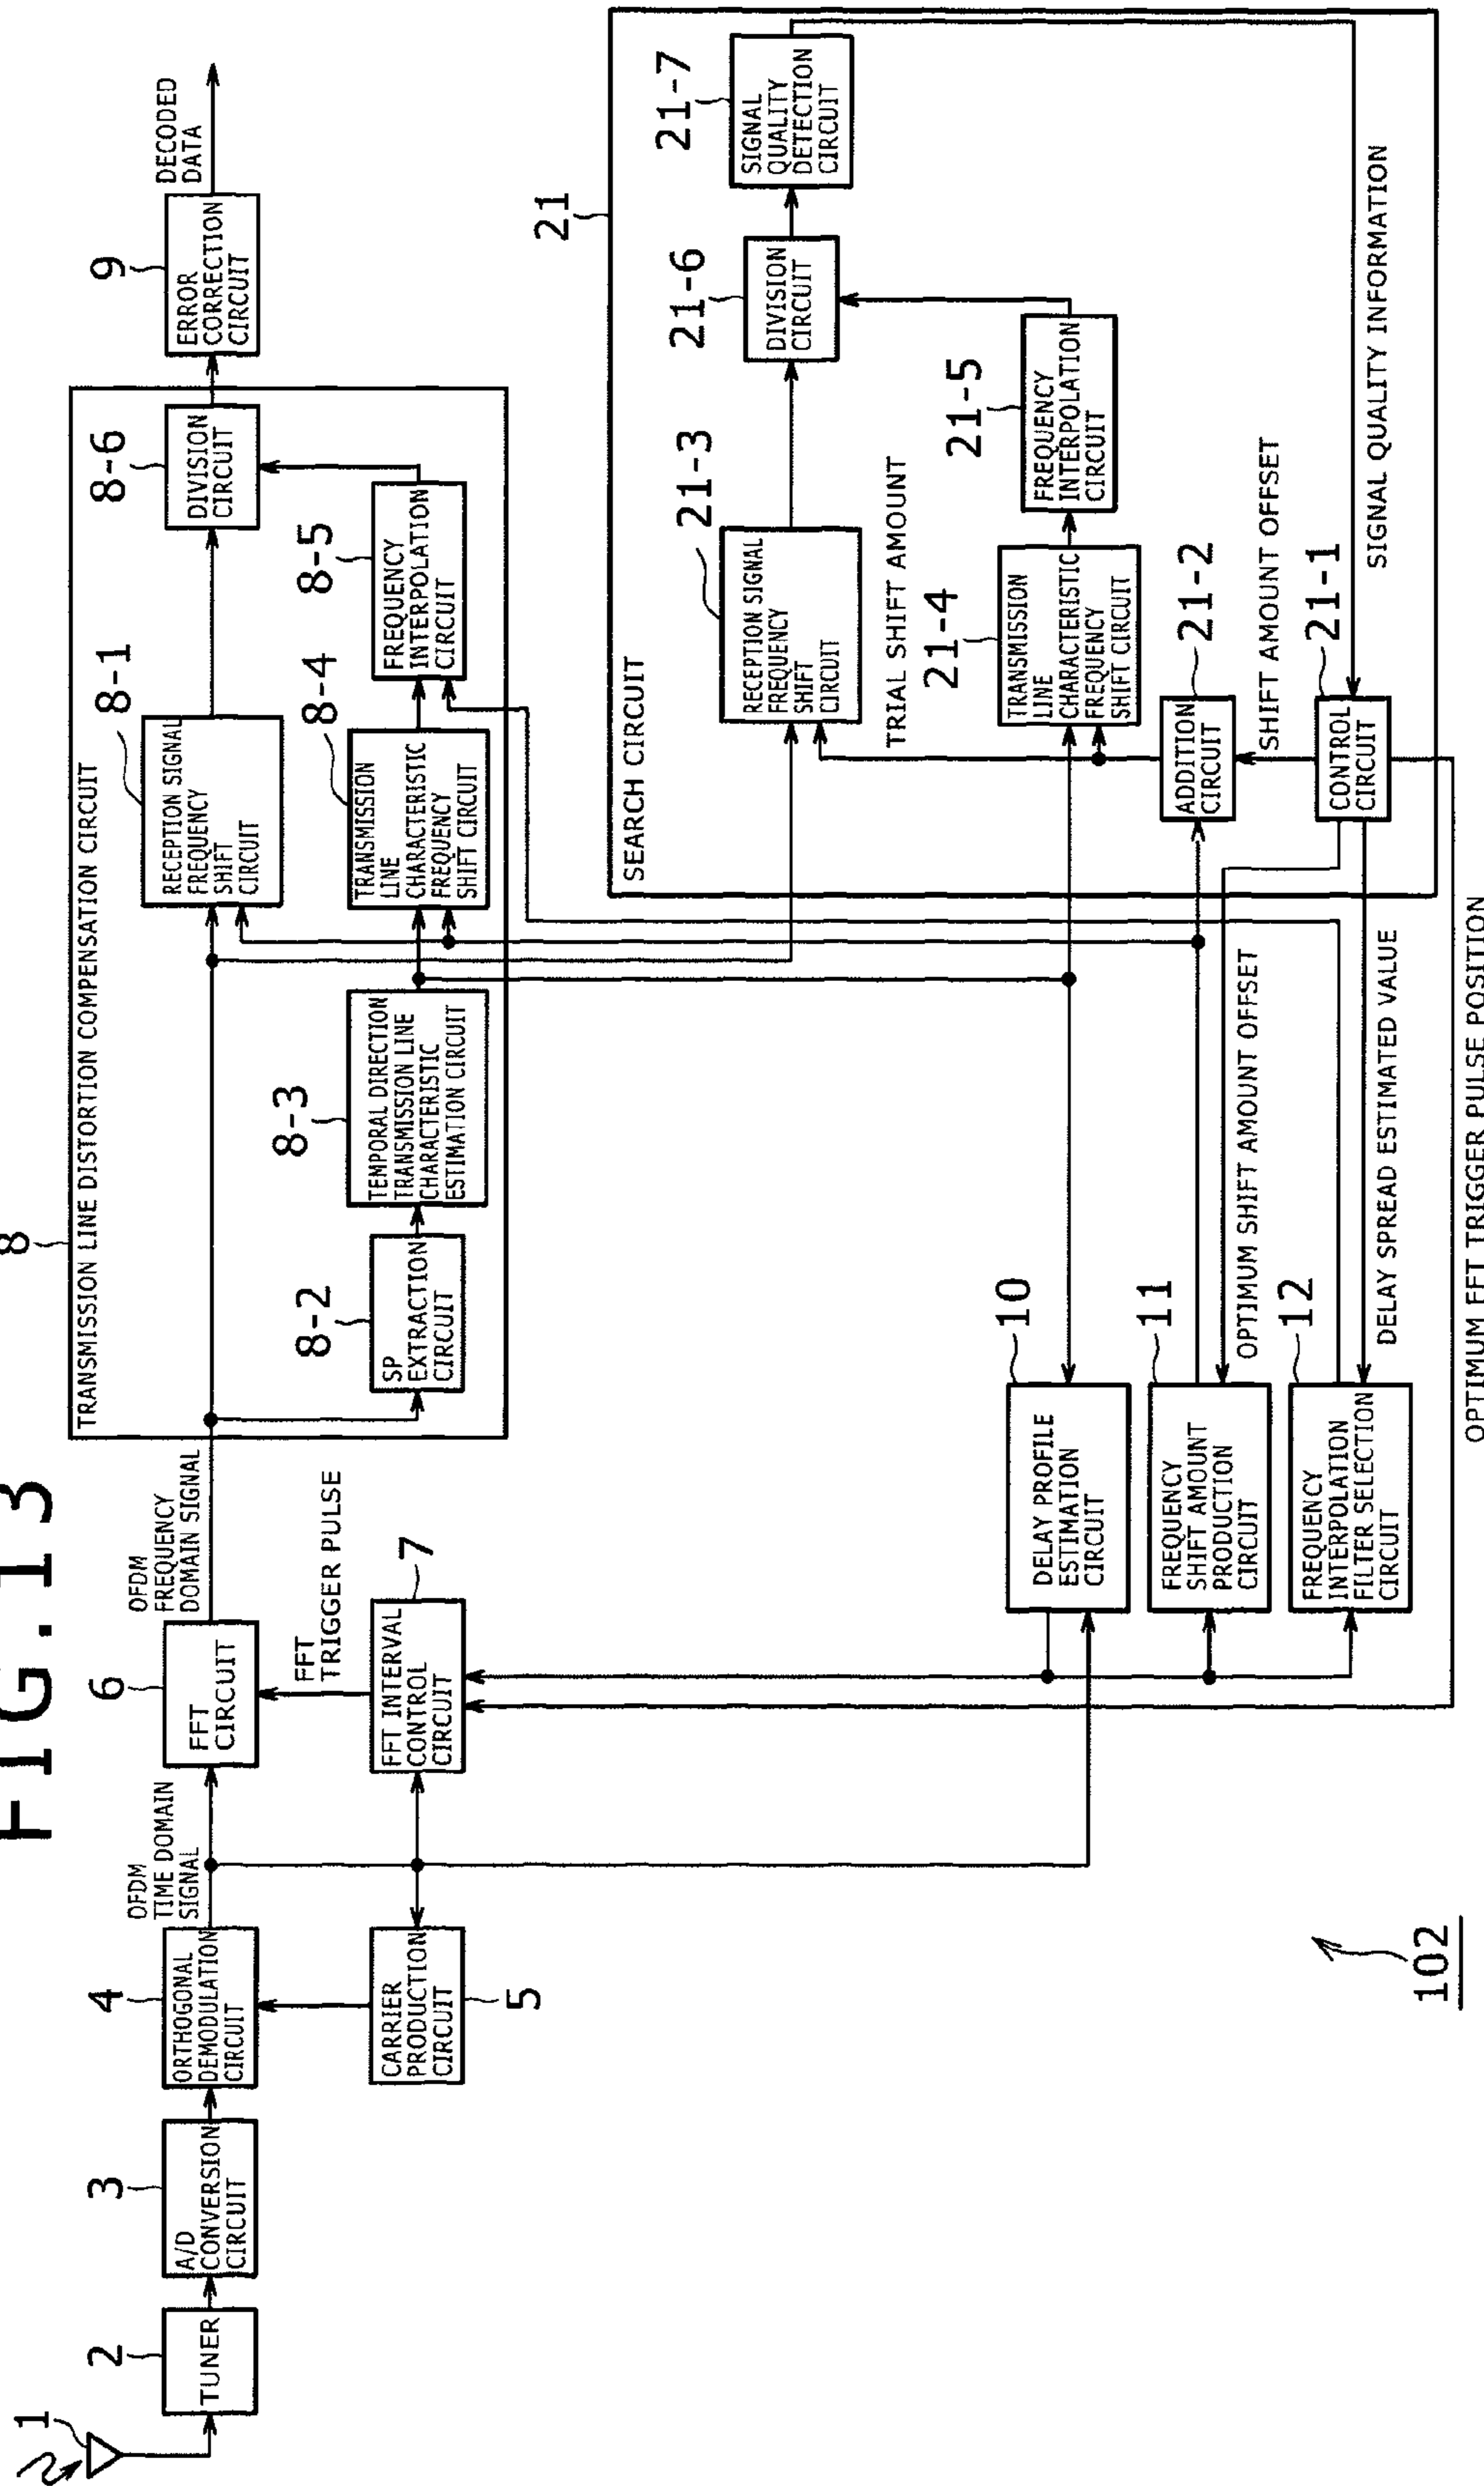 FIG.13
1
2
TUNER
3
A/D
CONVERSION
CIRCUIT
4
ORTHOGONAL
DEMODULATION
CIRCUIT
CARRIER
PRODUCTION
CIRCUIT
5
OFDM
TIME DOMAIN
SIGNAL
6
FFT
CIRCUIT
FFT
TRIGGER PULSE
7
FFT INTERVAL
CONTROL
CIRCUIT
OFDM
FREQUENCY
DOMAIN SIGNAL
8
TRANSMISSION LINE DISTORTION COMPENSATION CIRCUIT
8-1
RECEPTION SIGNAL
FREQUENCY
SHIFT
CIRCUIT
8-2
SP
EXTRACTION
CIRCUIT
8-3
TEMPORAL DIRECTION
TRANSMISSION LINE
CHARACTERISTIC
ESTIMATION CIRCUIT
8-4
TRANSMISSION
LINE
CHARACTERISTIC
FREQUENCY
SHIFT CIRCUIT
8-5
FREQUENCY
INTERPOLATION
CIRCUIT
8-6
DIVISION
CIRCUIT
9
ERROR
CORRECTION
CIRCUIT
DECODED
DATA
10
DELAY PROFILE
ESTIMATION
CIRCUIT
11
FREQUENCY
SHIFT AMOUNT
PRODUCTION
CIRCUIT
OPTIMUM SHIFT AMOUNT OFFSET
12
FREQUENCY
INTERPOLATION
FILTER SELECTION
CIRCUIT
DELAY SPREAD ESTIMATED VALUE
OPTIMUM FFT TRIGGER PULSE POSITION
21
SEARCH CIRCUIT
21-3
RECEPTION SIGNAL
FREQUENCY
SHIFT
CIRCUIT
TRIAL SHIFT AMOUNT
21-4
TRANSMISSION
LINE
CHARACTERISTIC
FREQUENCY
SHIFT CIRCUIT
21-5
FREQUENCY
INTERPOLATION
CIRCUIT
21-6
DIVISION
CIRCUIT
21-7
SIGNAL
QUALITY
DETECTION
CIRCUIT
21-2
ADDITION
CIRCUIT
SHIFT AMOUNT OFFSET
21-1
CONTROL
CIRCUIT
SIGNAL QUALITY INFORMATION
102